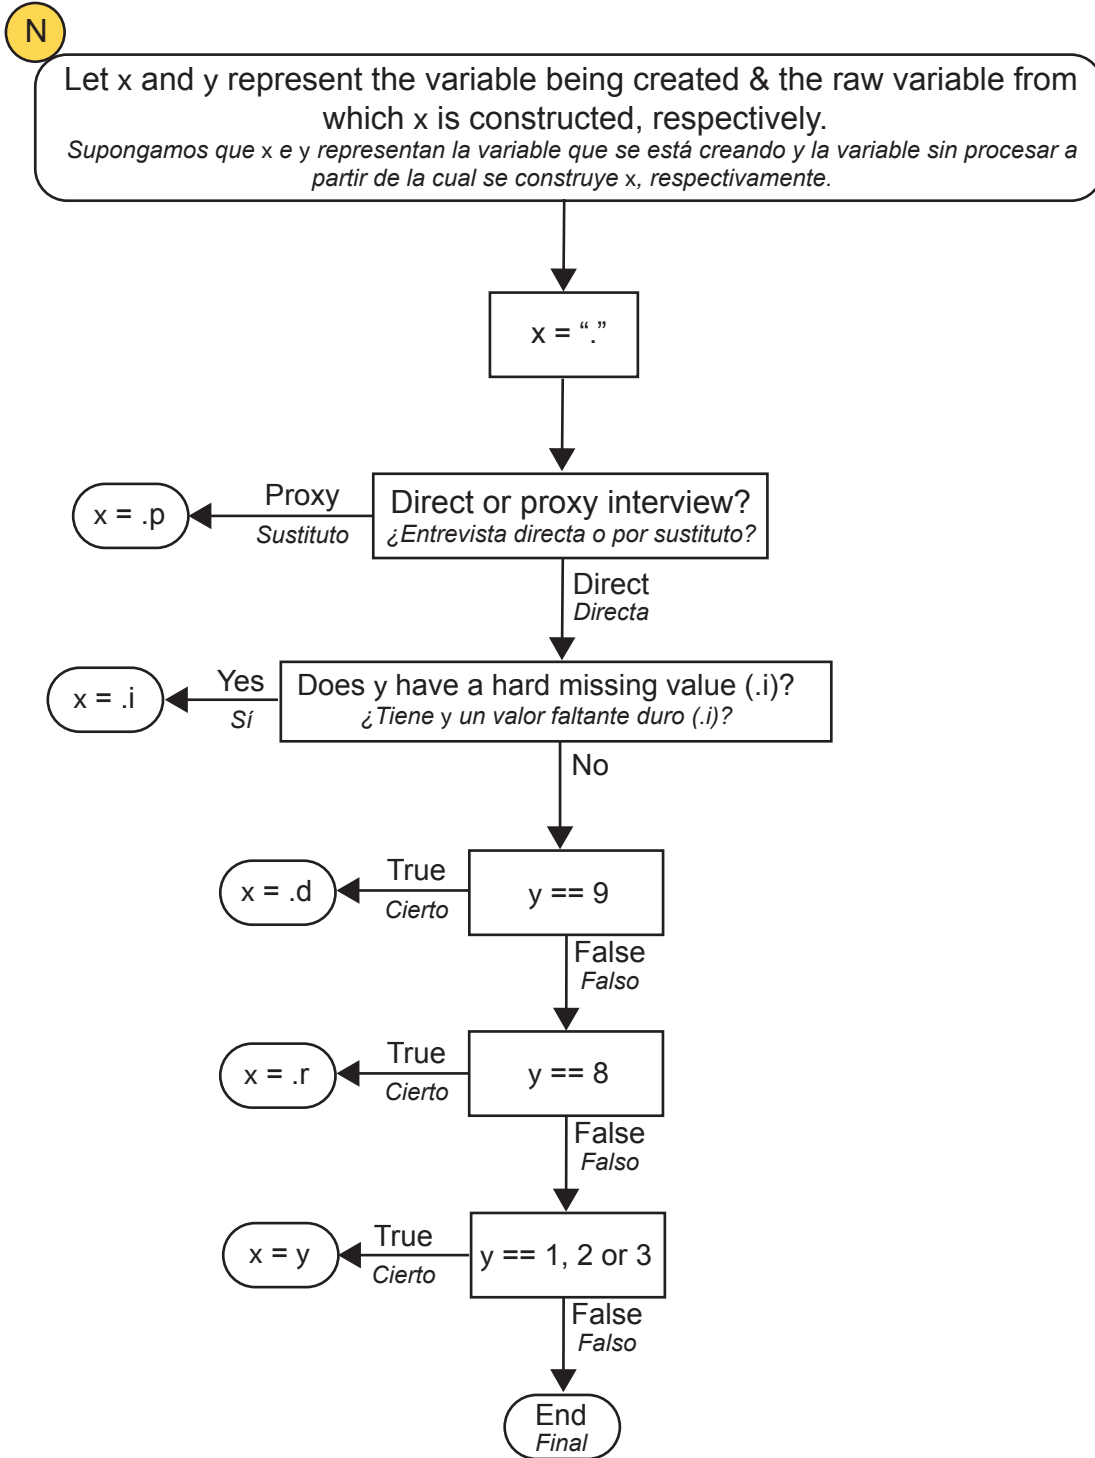 N
Let x and y represent the variable being created & the raw variable from
which x is constructed, respectively.
Supongamos que x e y representan la variable que se está creando y la variable sin procesar a
partir de la cual se construye x, respectivamente.
x = “.”
Direct or proxy interview?
¿Entrevista directa o por sustituto?
Proxy
Sustituto
x = .p
Direct
Directa
Does y have a hard missing value (.i)?
¿Tiene y un valor faltante duro (.i)?
Yes
Sí
x = .i
No
y == 9
True
Cierto
x = .d
False
Falso
y == 8
True
Cierto
x = .r
False
Falso
y == 1, 2 or 3
True
Cierto
x = y
False
Falso
End
Final